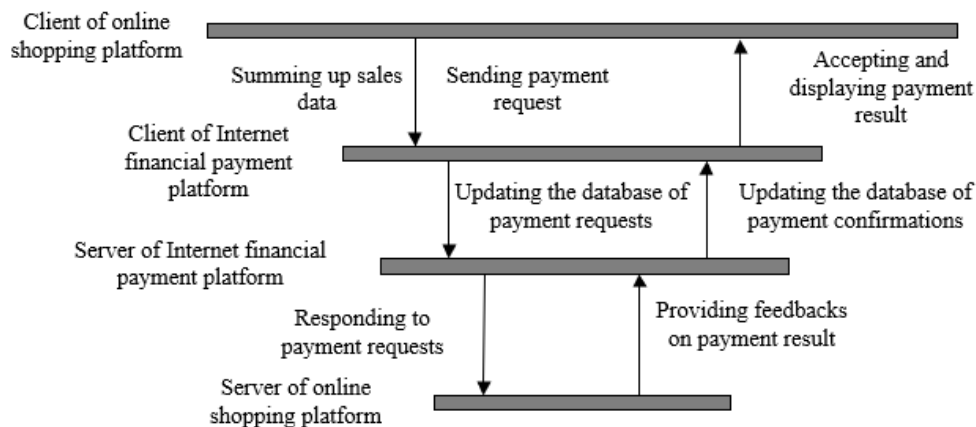 Client of online
shopping platform
Summing up sales
data
Sending payment
request
Accepting and
displaying payment
result
Client of Internet
financial payment
platform
Updating the database of
payment requests
Updating the database of
payment confirmations
Server of Internet financial
payment platform
Responding to
payment requests
Providing feedbacks
on payment result
Server of online
shopping platform